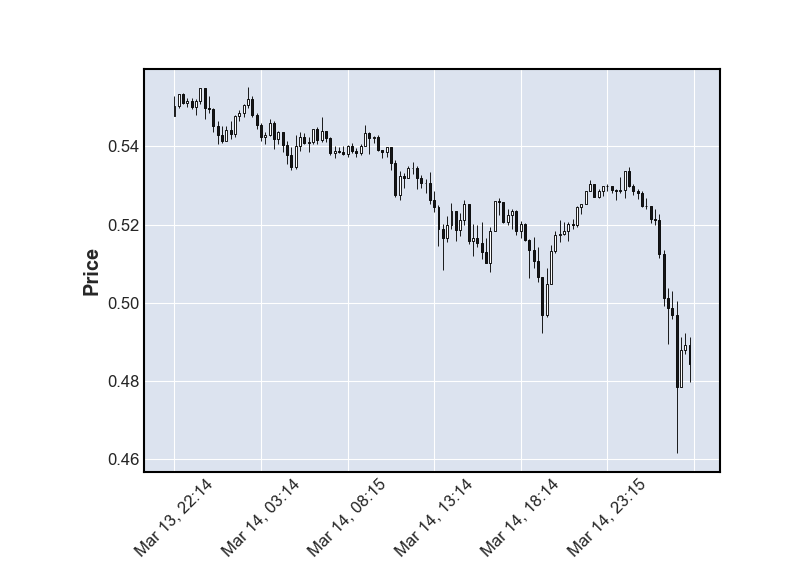 Price
0.54
0.52
0.50
0.48
0.46
Mar 13, 22:14
Mar 14, 03:14
Mar 14, 08:15
Mar 14, 13:14
Mar 14, 18:14
Mar 14, 23:15